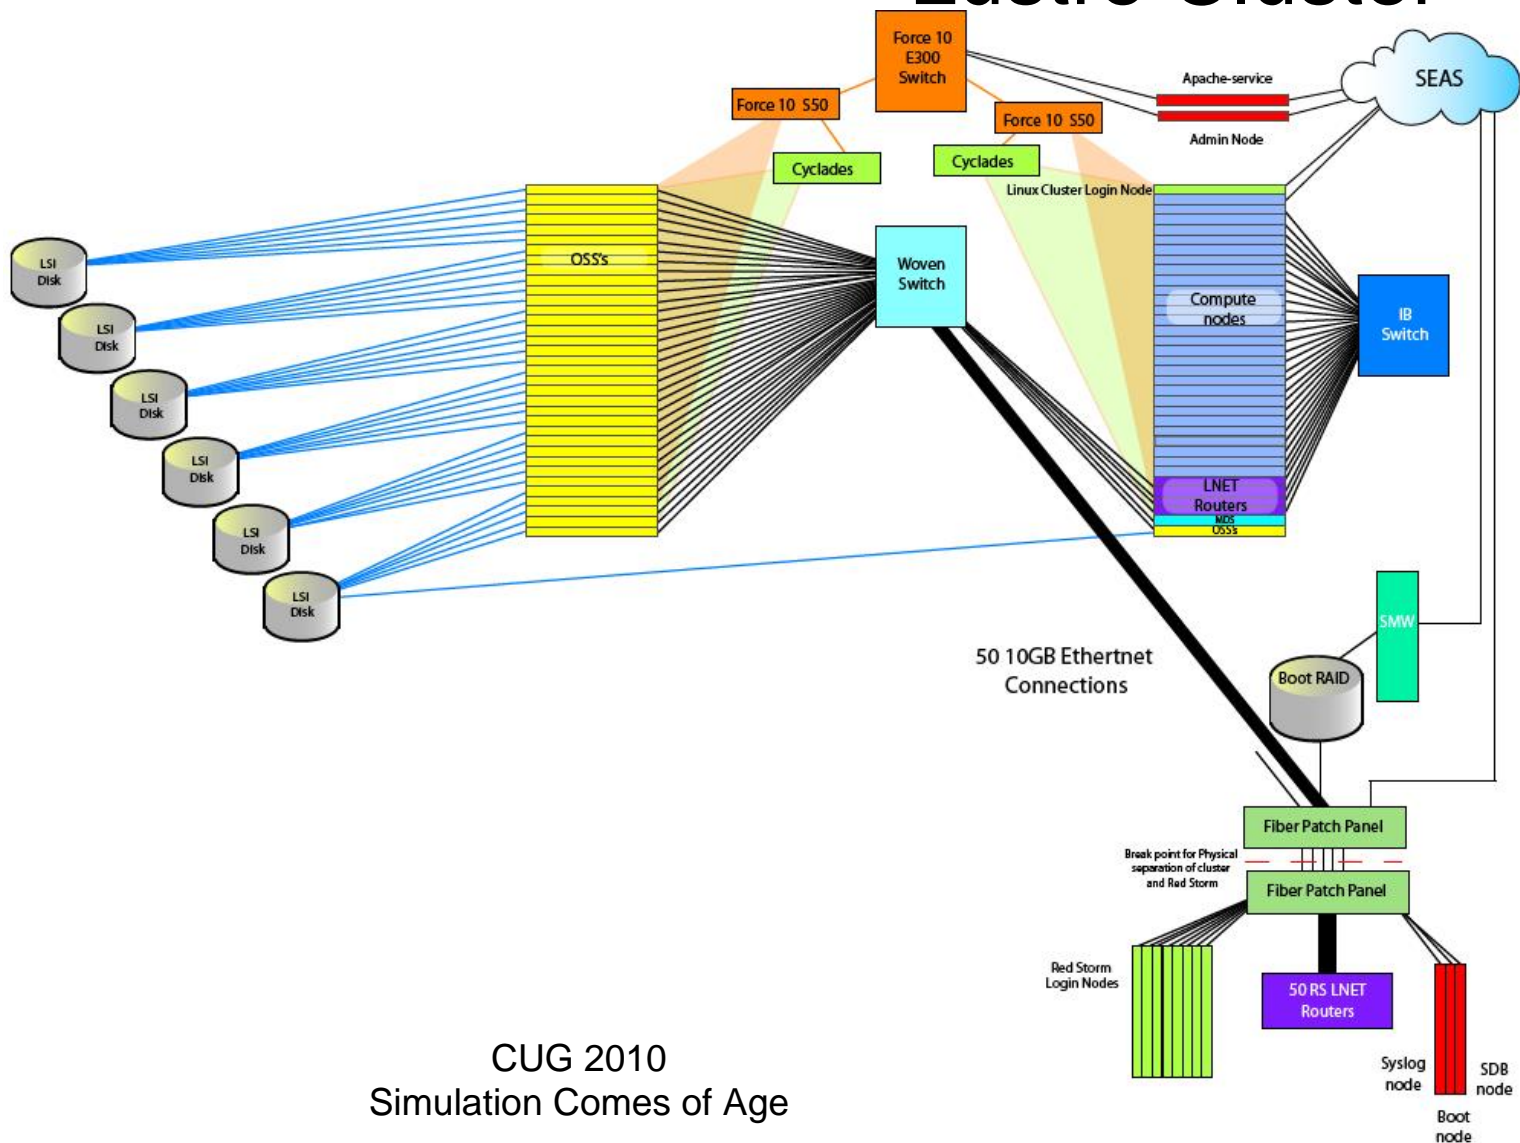 Lustre Cluster
Force 10
E300
Switch
Apache-service
SEAS
Force 10 S50
Force 10 S50
Admin Node
Cyclades
Cyclades
Linux Cluster Login Node
LSI
Disk
OSS's
Woven
Switch
Compute
nodes
IB
Switch
LSI
Disk
LSI
Disk
LSI
Disk
LSI
Disk
LSI
Disk
LNET
Routers
MDS
OSS's
SMW
50 10GB Ethertnet
Connections
Boot RAID
Fiber Patch Panel
Break point for Physical
separation of cluster
and Red Storm
Fiber Patch Panel
Red Storm
Login Nodes
50 RS LNET
Routers
Syslog
node
SDB
node
Boot
node
CUG 2010
Simulation Comes of Age